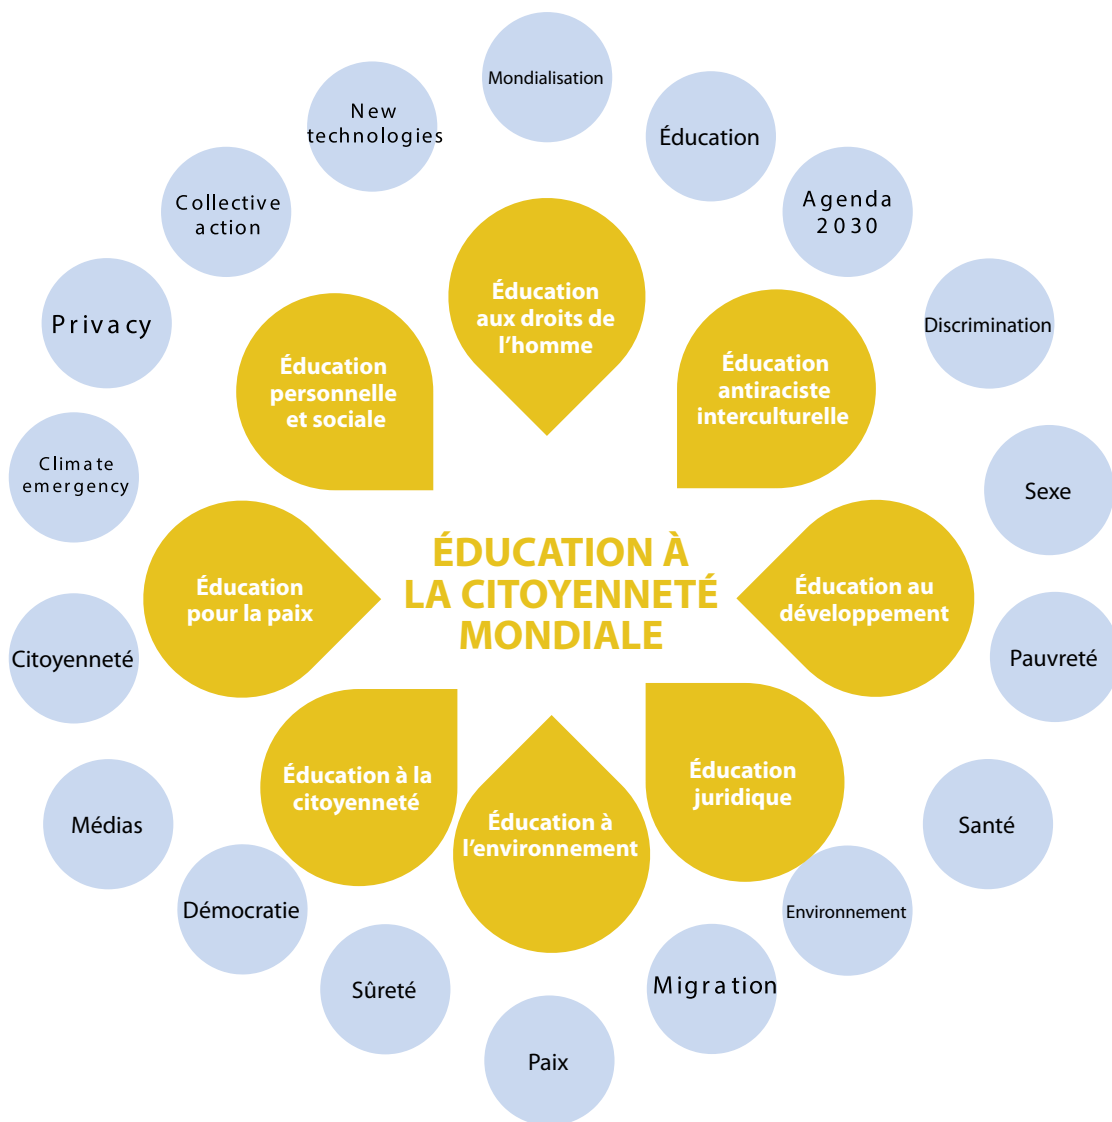 Mondialisation
New
technologies
Éducation
Collective
action
Agenda
2030
Privacy
Discrimination
Éducation
aux droits de
l’homme
Éducation
personnelle
et sociale
Éducation
antiraciste
interculturelle
Climate
emergency
Sexe
ÉDUCATION À
LA CITOYENNETÉ
MONDIALE
Éducation
pour la paix
Éducation au
développement
Citoyenneté
Pauvreté
Éducation à la
citoyenneté
Éducation à
l’environnement
Éducation
juridique
Médias
Santé
Démocratie
Environnement
Sûreté
Migration
Paix